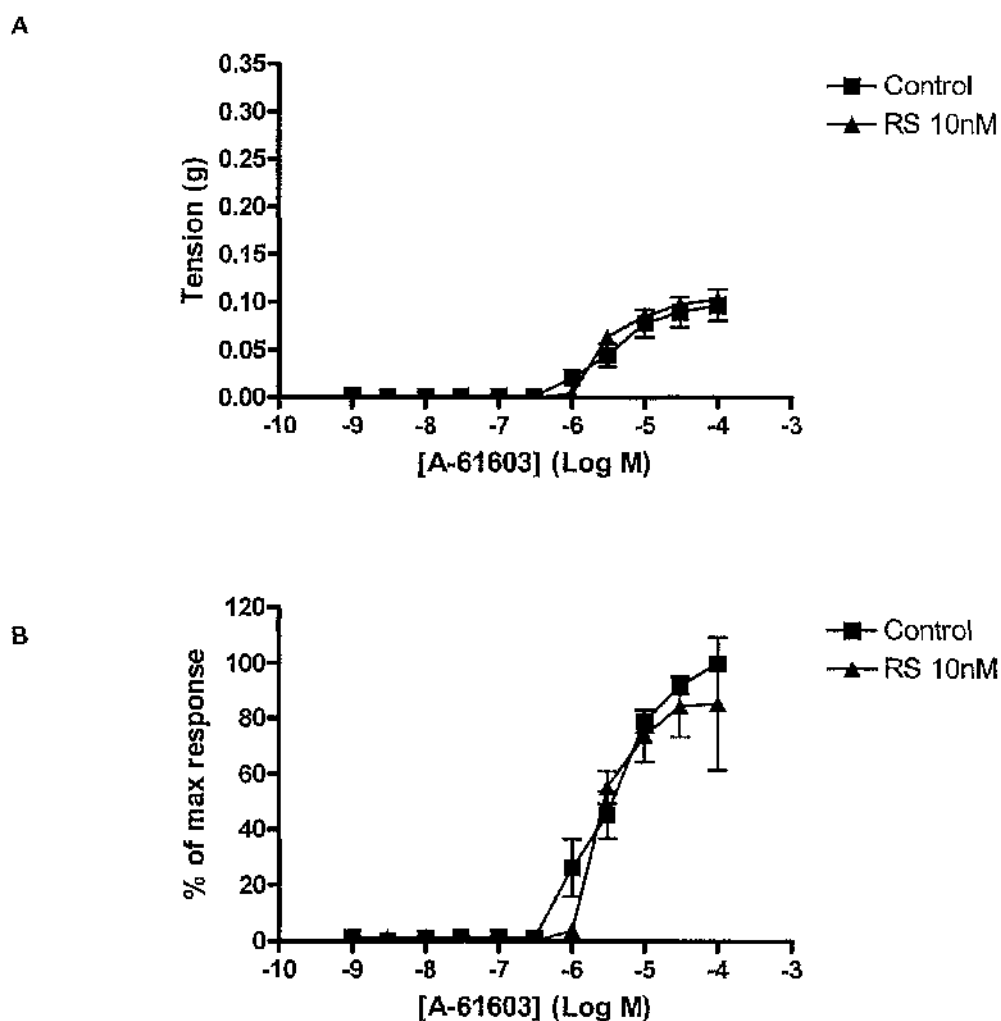 A
0.35
0.30
0.25
0.20
0.15
0.10
0.05
0.00
Tension (g)
-10 -9 -8 -7 -6 -5 -4 -3
[A-61603] (Log M)
Control
RS 10nM
B
120
100
80
60
40
20
0
% of max response
-10 -9 -8 -7 -6 -5 -4 -3
[A-61603] (Log M)
Control
RS 10nM